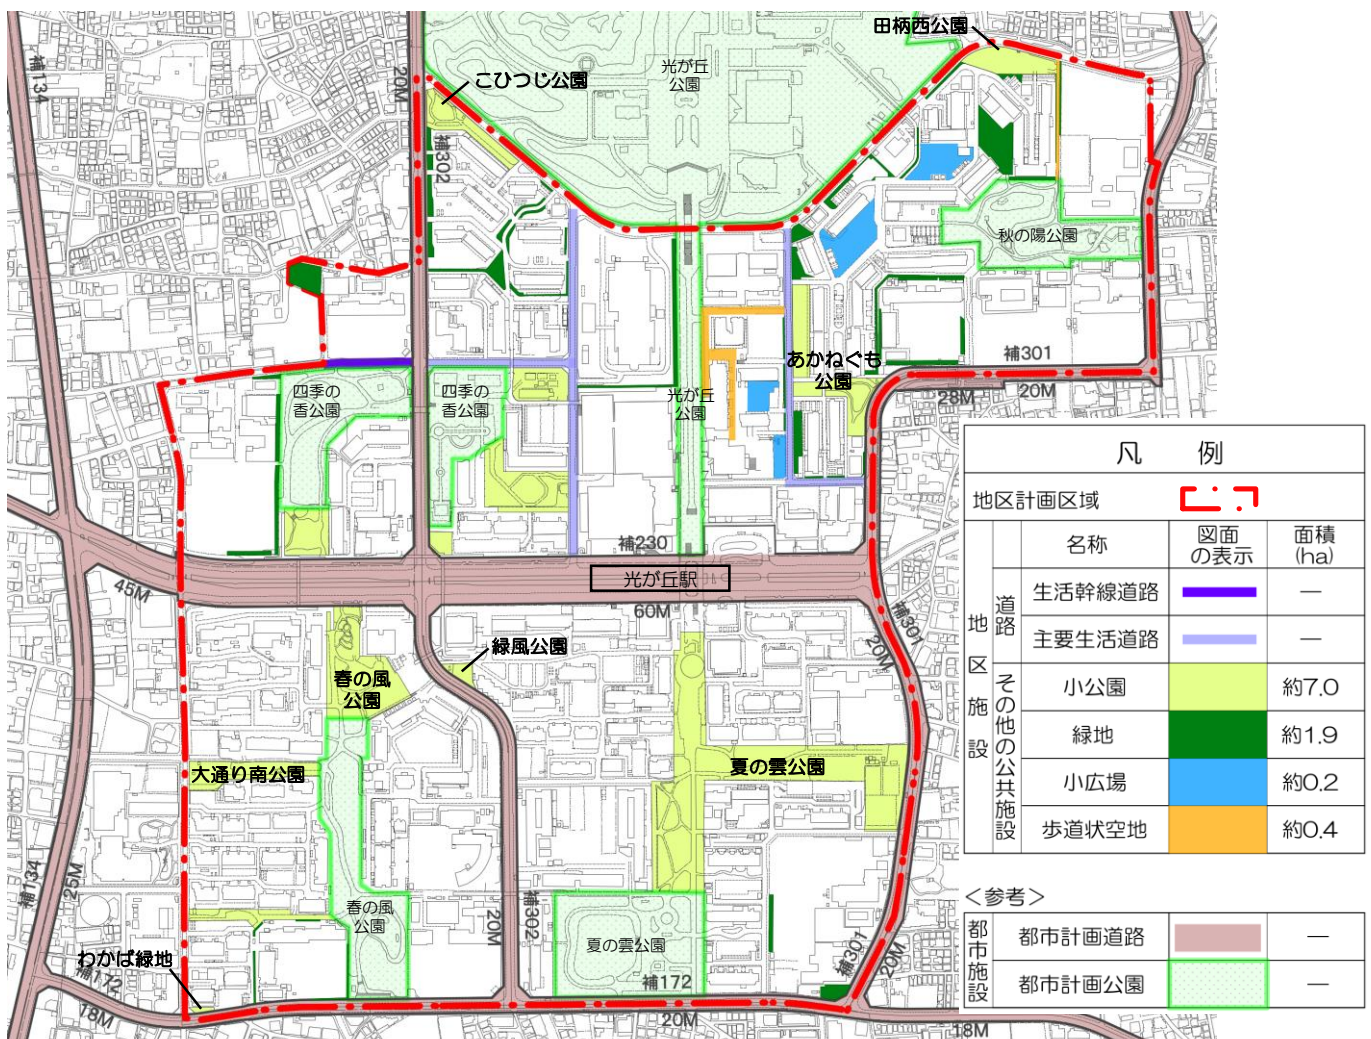 田柄西公園
補134
20M
こひつじ公園
光が丘
公園
補302
秋の陽公園
補301
あかねぐも
公園
28M
20M
四季の
香公園
四季の
香公園
光が丘
公園
補230
光が丘駅
45M
60M
補301
20M
緑風公園
春の風
公園
大通り南公園
夏の雲公園
補134
25M
春の風
公園
20M
補302
夏の雲公園
補301
20M
わかば緑地
補172
補172
18M
20M
18M
凡 例
地区計画区域
名称
図面
の表示
面積
(ha)
地区施設
道路
生活幹線道路
―
主要生活道路
―
その他の公共施設
小公園
約7.0
緑地
約1.9
小広場
約0.2
歩道状空地
約0.4
＜参考＞
都市施設
都市計画道路
―
都市計画公園
―